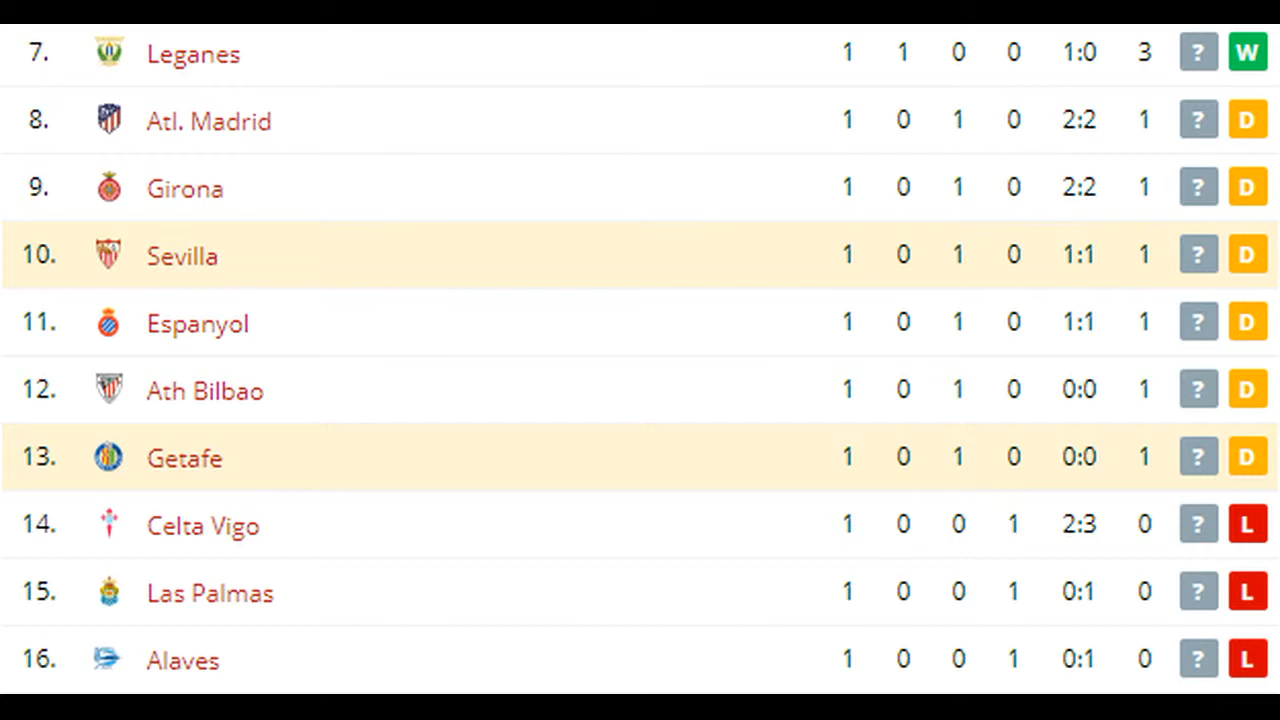 7. Leganes 1 1 0 0 1:0 3 ? W
8. Atl. Madrid 1 0 1 0 2:2 1 ? D
9. Girona 1 0 1 0 2:2 1 ? D
10. Sevilla 1 0 1 0 1:1 1 ? D
11. Espanyol 1 0 1 0 1:1 1 ? D
12. Ath Bilbao 1 0 1 0 0:0 1 ? D
13. Getafe 1 0 1 0 0:0 1 ? D
14. Celta Vigo 1 0 0 1 2:3 0 ? L
15. Las Palmas 1 0 0 1 0:1 0 ? L
16. Alaves 1 0 0 1 0:1 0 ? L